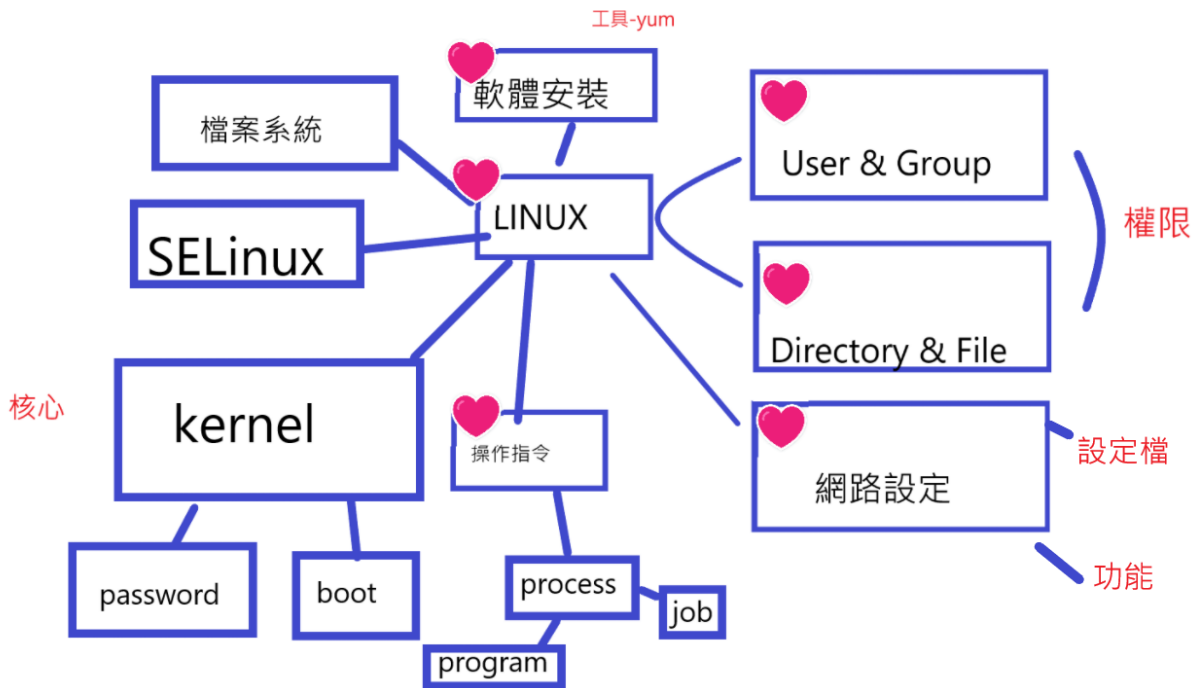 工具-yum
軟體安裝
檔案系統
User & Group
LINUX
權限
SELinux
Directory & File
核心
kernel
操作指令
設定檔
網路設定
功能
password
boot
process
job
program